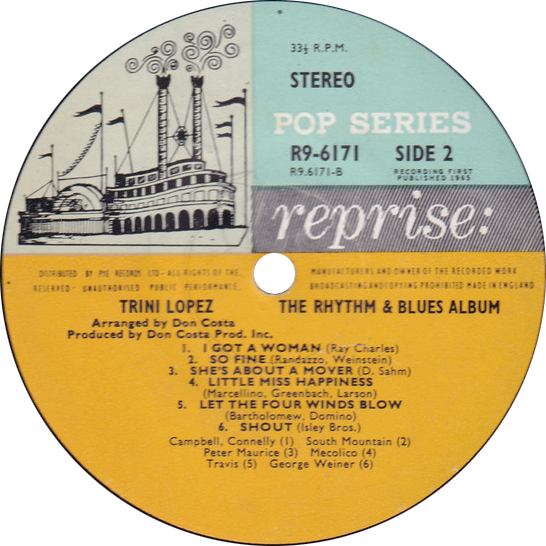 33⅓ R.P.M.
STEREO
POP SERIES
R9-6171 SIDE 2
R9.6171-B RECORDING FIRST PUBLISHED 1965
reprise:
DISTRIBUTED BY PYE RECORDS LTD - ALL RIGHTS OF THE MANUFACTURERS AND OWNER OF THE RECORDED WORK
RESERVED - UNAUTHORISED PUBLIC PERFORMANCE, BROADCASTING AND COPYING PROHIBITED MADE IN ENGLAND
TRINI LOPEZ THE RHYTHM & BLUES ALBUM
Arranged by Don Costa
Produced by Don Costa Prod. Inc.
1. I GOT A WOMAN (Ray Charles)
2. SO FINE (Randazzo, Weinstein)
3. SHE'S ABOUT A MOVER (D. Sahm)
4. LITTLE MISS HAPPINESS
(Marcellino, Greenbach, Larson)
5. LET THE FOUR WINDS BLOW
(Bartholomew, Domino)
6. SHOUT (Isley Bros.)
Campbell, Connelly (1) South Mountain (2)
Peter Maurice (3) Mecolico (4)
Travis (5) George Weiner (6)